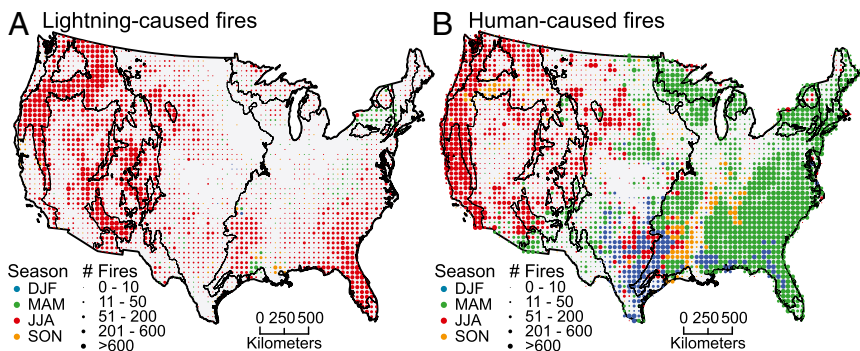 A Lightning-caused fires
Season
DJF
MAM
JJA
SON
# Fires
0 - 10
11 - 50
51 - 200
201 - 600
>600
0 250 500
Kilometers
B Human-caused fires
Season
DJF
MAM
JJA
SON
# Fires
0 - 10
11 - 50
51 - 200
201 - 600
>600
0 250 500
Kilometers